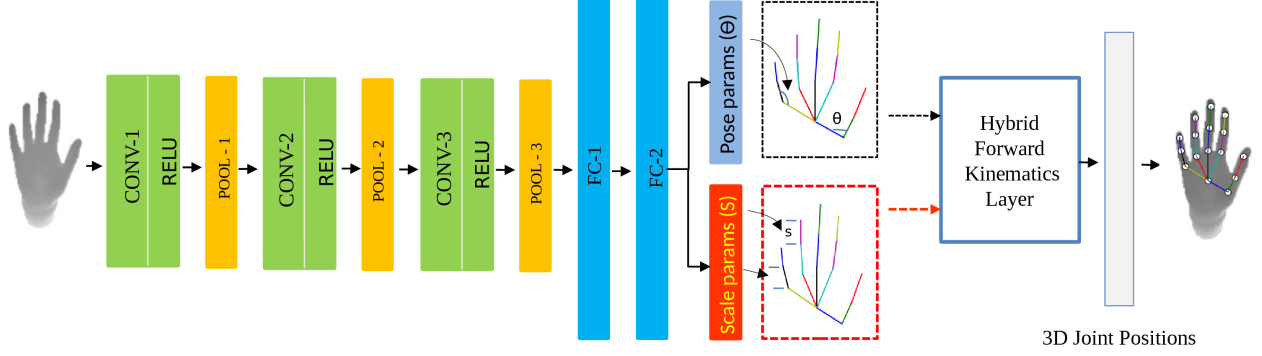 CONV-1
RELU
POOL - 1
CONV-2
RELU
POOL - 2
CONV-3
RELU
POOL - 3
FC-1
FC-2
Pose params (Θ)
θ
Scale params (S)
s
Hybrid
Forward
Kinematics
Layer
3D Joint Positions